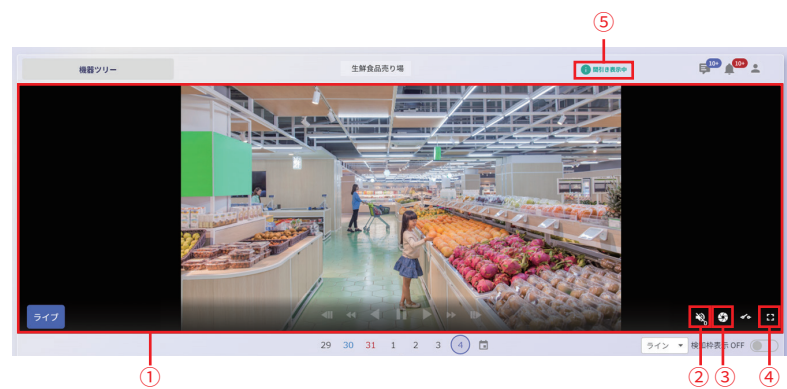 ⑤
機器ツリー
生鮮食品売り場
間引き表示中
10+
10+
ライブ
29 30 31 1 2 3 4
ライン
検知枠表示 OFF
① ② ③ ④